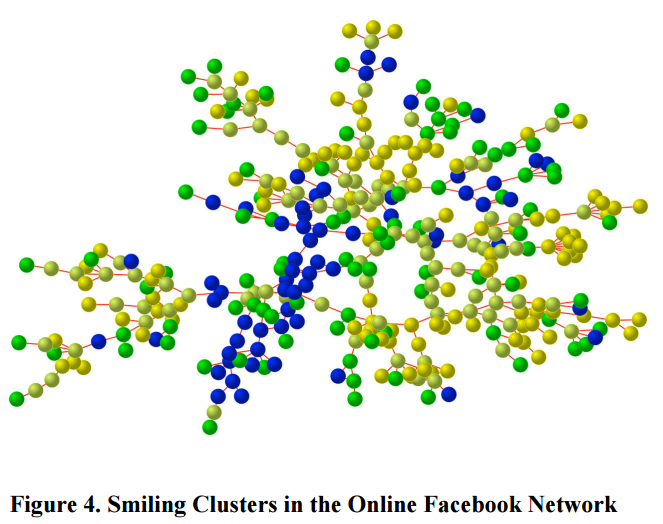 Figure 4. Smiling Clusters in the Online Facebook Network